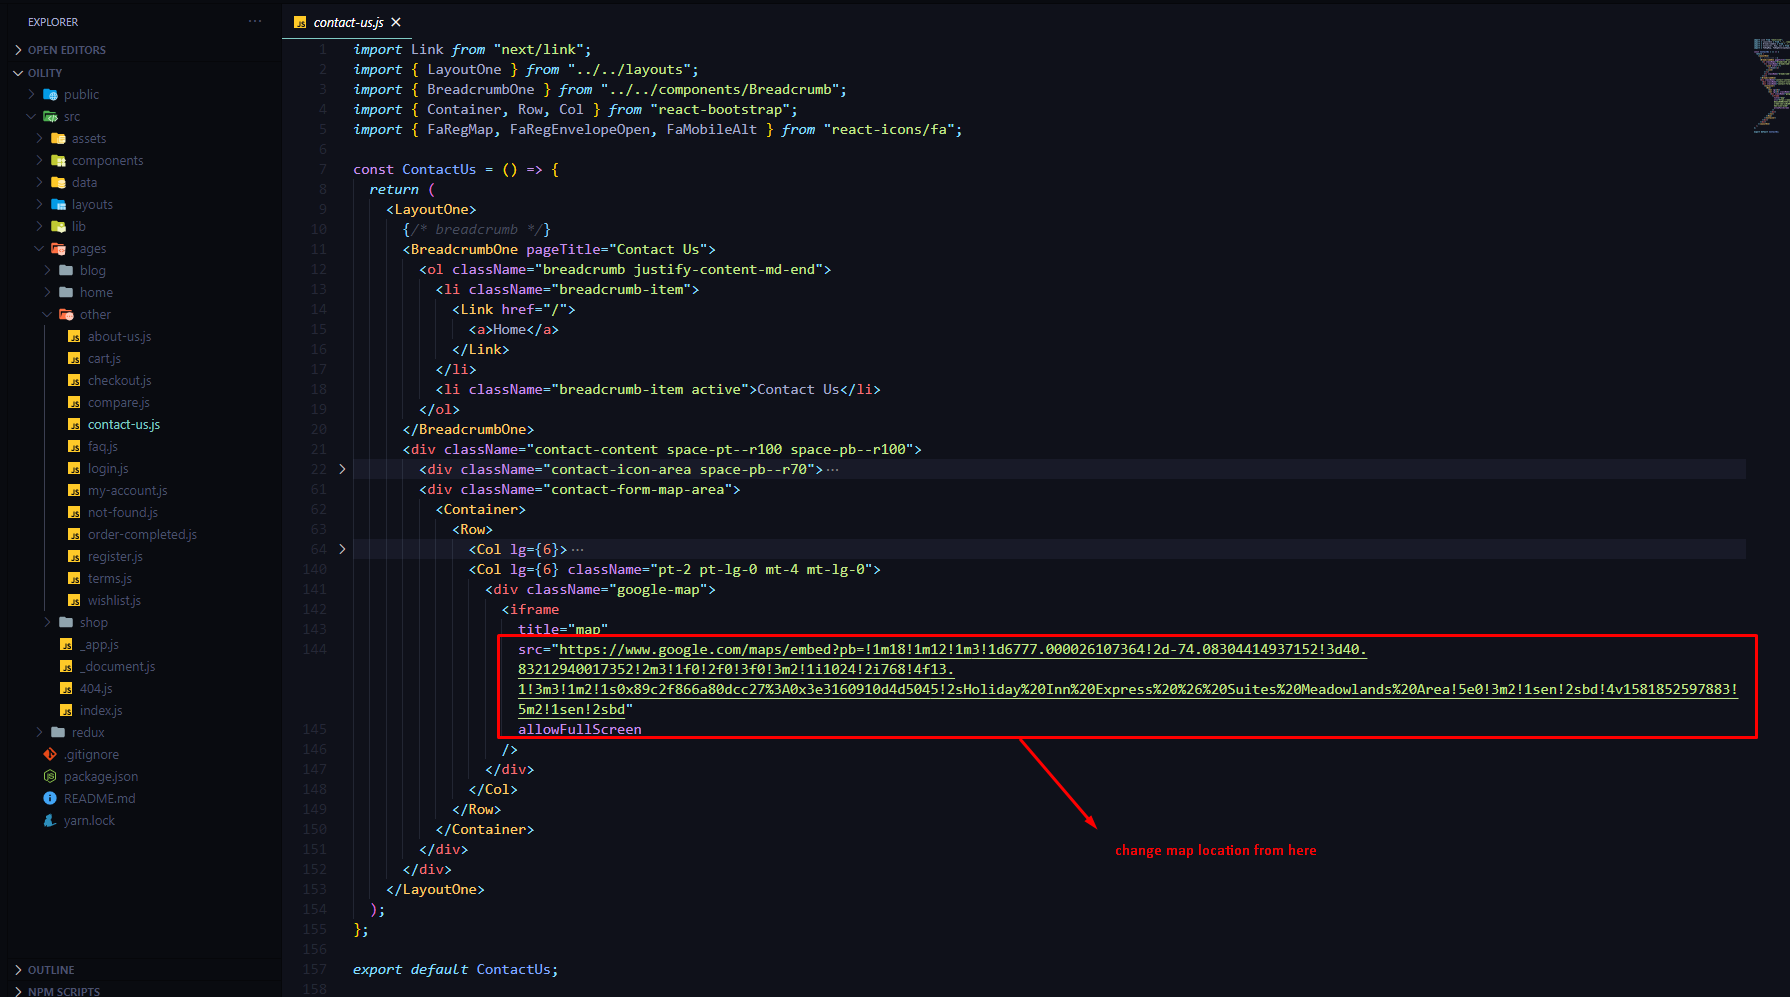 EXPLORER
OPEN EDITORS
OILITY
public
src
assets
components
data
layouts
lib
pages
blog
home
other
about-us.js
cart.js
checkout.js
compare.js
contact-us.js
faq.js
login.js
my-account.js
not-found.js
order-completed.js
register.js
terms.js
wishlist.js
shop
_app.js
_document.js
404.js
index.js
redux
.gitignore
package.json
README.md
yarn.lock
OUTLINE
NPM SCRIPTS
contact-us.js
1 import Link from "next/link";
2 import { LayoutOne } from "../../layouts";
3 import { BreadcrumbOne } from "../../components/Breadcrumb";
4 import { Container, Row, Col } from "react-bootstrap";
5 import { FaRegMap, FaRegEnvelopeOpen, FaMobileAlt } from "react-icons/fa";
6
7 const ContactUs = () => {
8 return (
9 <LayoutOne>
10 {/* breadcrumb */}
11 <BreadcrumbOne pageTitle="Contact Us">
12 <ol className="breadcrumb justify-content-md-end">
13 <li className="breadcrumb-item">
14 <Link href="/">
15 <a>Home</a>
16 </Link>
17 </li>
18 <li className="breadcrumb-item active">Contact Us</li>
19 </ol>
20 </BreadcrumbOne>
21 <div className="contact-content space-pt--r100 space-pb--r100">
22 <div className="contact-icon-area space-pb--r70">···
61 <div className="contact-form-map-area">
62 <Container>
63 <Row>
64 <Col lg={6}>···
140 <Col lg={6} className="pt-2 pt-lg-0 mt-4 mt-lg-0">
141 <div className="google-map">
142 <iframe
143 title="map"
144 src="https://www.google.com/maps/embed?pb=!1m18!1m12!1m3!1d6777.000026107364!2d-74.08304414937152!3d40.
83212940017352!2m3!1f0!2f0!3f0!3m2!1i1024!2i768!4f13.
1!3m3!1m2!1s0x89c2f866a80dcc27%3A0x3e3160910d4d5045!2sHoliday%20Inn%20Express%20%26%20Suites%20Meadowlands%20Area!5e0!3m2!1sen!2sbd!4v1581852597883!
5m2!1sen!2sbd"
145 allowFullScreen
146 />
147 </div>
148 </Col>
149 </Row>
150 </Container>
151 </div>
152 </div>
153 </LayoutOne>
154 );
155 };
156
157 export default ContactUs;
158
change map location from here